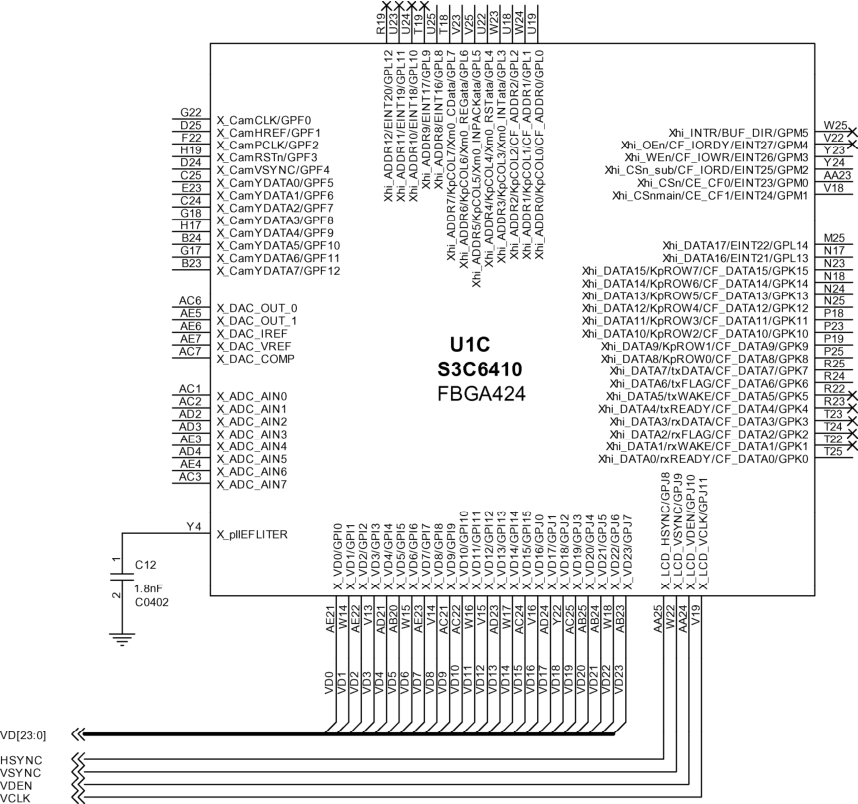 R19
U23
U24
T19
U25
T18
V23
V25
U22
W23
U18
W24
U19
Xhi_ADDR12/EINT20/GPL12
Xhi_ADDR11/EINT19/GPL11
Xhi_ADDR10/EINT18/GPL10
Xhi_ADDR9/EINT17/GPL9
Xhi_ADDR8/EINT16/GPL8
Xhi_ADDR7/KpCOL7/Xm0_CData/GPL7
Xhi_ADDR6/KpCOL6/Xm0_REGata/GPL6
Xhi_ADDR5/KpCOL5/Xm0_INPACKata/GPL5
Xhi_ADDR4/KpCOL4/Xm0_RSTata/GPL4
Xhi_ADDR3/KpCOL3/Xm0_INTata/GPL3
Xhi_ADDR2/KpCOL2/CF_ADDR2/GPL2
Xhi_ADDR1/KpCOL1/CF_ADDR1/GPL1
Xhi_ADDR0/KpCOL0/CF_ADDR0/GPL0
G22 X_CamCLK/GPF0
D25 X_CamHREF/GPF1
F22 X_CamPCLK/GPF2
H19 X_CamRSTn/GPF3
D24 X_CamVSYNC/GPF4
C25 X_CamYDATA0/GPF5
E23 X_CamYDATA1/GPF6
C24 X_CamYDATA2/GPF7
G18 X_CamYDATA3/GPF8
H17 X_CamYDATA4/GPF9
B24 X_CamYDATA5/GPF10
G17 X_CamYDATA6/GPF11
B23 X_CamYDATA7/GPF12
AC6 X_DAC_OUT_0
AE5 X_DAC_OUT_1
AE6 X_DAC_IREF
AE7 X_DAC_VREF
AC7 X_DAC_COMP
AC1 X_ADC_AIN0
AC2 X_ADC_AIN1
AD2 X_ADC_AIN2
AD3 X_ADC_AIN3
AE3 X_ADC_AIN4
AD4 X_ADC_AIN5
AE4 X_ADC_AIN6
AC3 X_ADC_AIN7
Y4 X_pllEFLITER
1
C12
1.8nF
2
C0402
U1C
S3C6410
FBGA424
Xhi_INTR/BUF_DIR/GPM5 W25
Xhi_OEn/CF_IORDY/EINT27/GPM4 V22
Xhi_WEn/CF_IOWR/EINT26/GPM3 Y23
Xhi_CSn_sub/CF_IORD/EINT25/GPM2 Y24
Xhi_CSn/CE_CF0/EINT23/GPM0 AA23
Xhi_CSnmain/CE_CF1/EINT24/GPM1 V18
Xhi_DATA17/EINT22/GPL14 M25
Xhi_DATA16/EINT21/GPL13 N17
Xhi_DATA15/KpROW7/CF_DATA15/GPK15 N23
Xhi_DATA14/KpROW6/CF_DATA14/GPK14 N18
Xhi_DATA13/KpROW5/CF_DATA13/GPK13 N24
Xhi_DATA12/KpROW4/CF_DATA12/GPK12 N25
Xhi_DATA11/KpROW3/CF_DATA11/GPK11 P18
Xhi_DATA10/KpROW2/CF_DATA10/GPK10 P23
Xhi_DATA9/KpROW1/CF_DATA9/GPK9 P19
Xhi_DATA8/KpROW0/CF_DATA8/GPK8 P25
Xhi_DATA7/txDATA/CF_DATA7/GPK7 R25
Xhi_DATA6/txFLAG/CF_DATA6/GPK6 R24
Xhi_DATA5/txWAKE/CF_DATA5/GPK5 R22
Xhi_DATA4/txREADY/CF_DATA4/GPK4 R23
Xhi_DATA3/rxDATA/CF_DATA3/GPK3 T23
Xhi_DATA2/rxFLAG/CF_DATA2/GPK2 T24
Xhi_DATA1/rxWAKE/CF_DATA1/GPK1 T22
Xhi_DATA0/rxREADY/CF_DATA0/GPK0 T25
X_VD0/GPI0 AE21 VD0
X_VD1/GPI1 W14 VD1
X_VD2/GPI2 AE22 VD2
X_VD3/GPI3 V13 VD3
X_VD4/GPI4 AD21 VD4
X_VD5/GPI5 AB20 VD5
X_VD6/GPI6 W15 VD6
X_VD7/GPI7 AE23 VD7
X_VD8/GPI8 V14 VD8
X_VD9/GPI9 AC21 VD9
X_VD10/GPI10 AC22 VD10
X_VD11/GPI11 W16 VD11
X_VD12/GPI12 V15 VD12
X_VD13/GPI13 AD23 VD13
X_VD14/GPI14 W17 VD14
X_VD15/GPI15 AC24 VD15
X_VD16/GPJ0 V16 VD16
X_VD17/GPJ1 AD24 VD17
X_VD18/GPJ2 Y22 VD18
X_VD19/GPJ3 AC25 VD19
X_VD20/GPJ4 AB25 VD20
X_VD21/GPJ5 AB24 VD21
X_VD22/GPJ6 W18 VD22
X_VD23/GPJ7 AB23 VD23
X_LCD_HSYNC/GPJ8 AA25
X_LCD_VSYNC/GPJ9 W22
X_LCD_VDEN/GPJ10 AA24
X_LCD_VCLK/GPJ11 V19
VD[23:0]
HSYNC
VSYNC
VDEN
VCLK